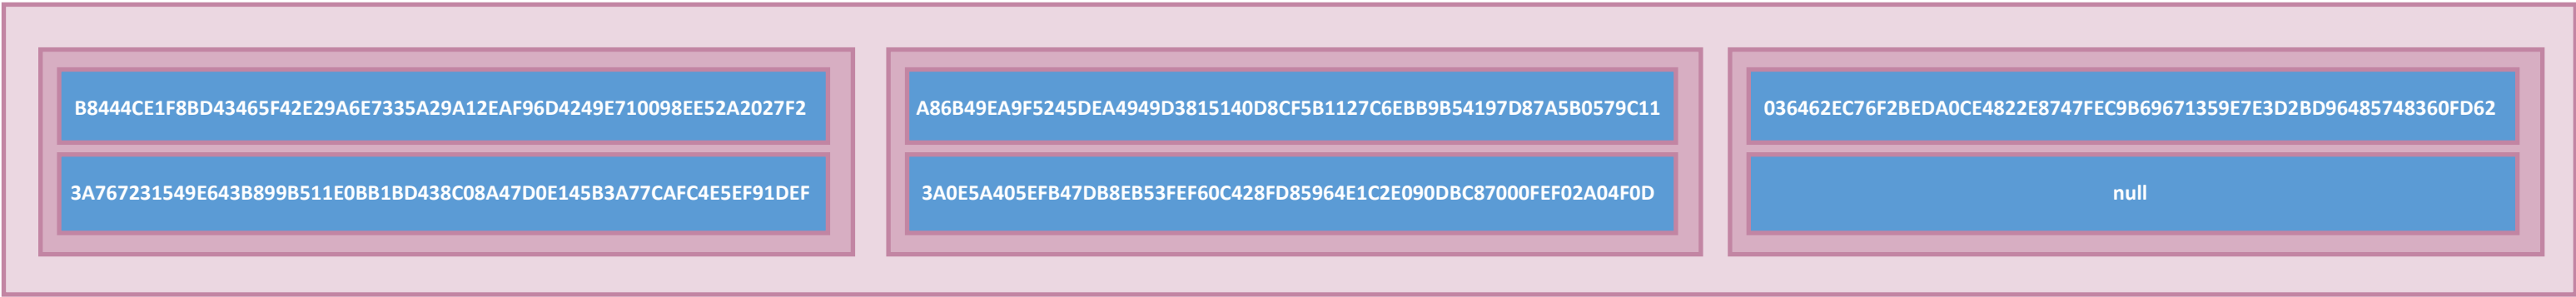 B8444CE1F8BD43465F42E29A6E7335A29A12EAF96D4249E710098EE52A2027F2
3A767231549E643B899B511E0BB1BD438C08A47D0E145B3A77CAFC4E5EF91DEF
A86B49EA9F5245DEA4949D3815140D8CF5B1127C6EBB9B54197D87A5B0579C11
3A0E5A405EFB47DB8EB53FEF60C428FD85964E1C2E090DBC87000FEF02A04F0D
036462EC76F2BEDA0CE4822E8747FEC9B69671359E7E3D2BD96485748360FD62
null